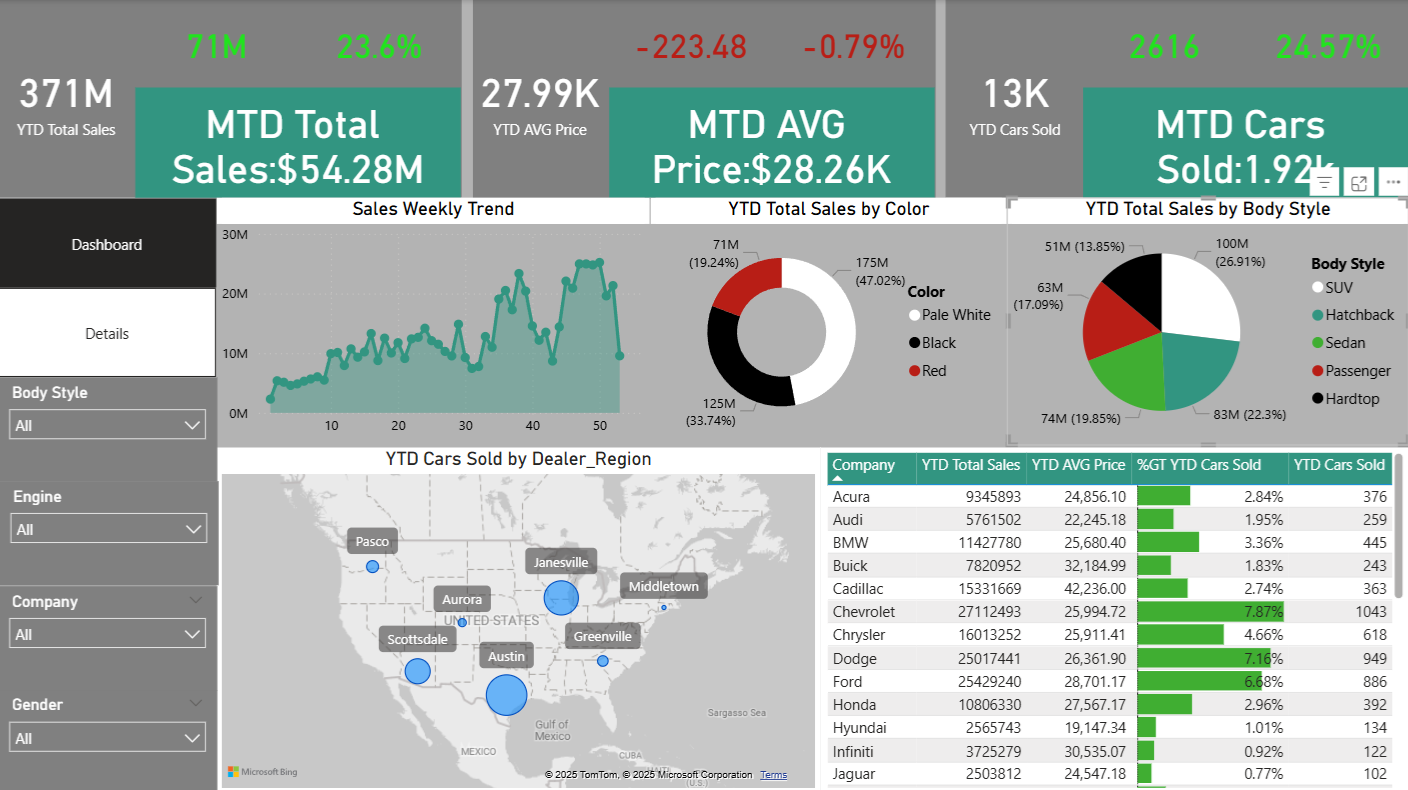 71M 23.6%
371M
YTD Total Sales
MTD Total
Sales:$54.28M
-223.48 -0.79%
27.99K
YTD AVG Price
MTD AVG
Price:$28.26K
2616 24.57%
13K
YTD Cars Sold
MTD Cars
Sold:1.92k
Dashboard
Details
Body Style
All
Engine
All
Company
All
Gender
All
Sales Weekly Trend
30M
20M
10M
0M
10 20 30 40 50
YTD Total Sales by Color
71M
(19.24%)
175M
(47.02%)
125M
(33.74%)
Color
Pale White
Black
Red
YTD Total Sales by Body Style
51M (13.85%)
100M
(26.91%)
63M
(17.09%)
74M (19.85%)
83M (22.3%)
Body Style
SUV
Hatchback
Sedan
Passenger
Hardtop
YTD Cars Sold by Dealer_Region
Pasco
Janesville
Middletown
Aurora
UNITED STATES
Scottsdale
Greenville
Austin
Gulf of
Mexico
Sargasso Sea
MEXICO
CUBA
HAITI
(U.S.)
Microsoft Bing
© 2025 TomTom, © 2025 Microsoft Corporation Terms
Company YTD Total Sales YTD AVG Price %GT YTD Cars Sold YTD Cars Sold
Acura 9345893 24,856.10 2.84% 376
Audi 5761502 22,245.18 1.95% 259
BMW 11427780 25,680.40 3.36% 445
Buick 7820952 32,184.99 1.83% 243
Cadillac 15331669 42,236.00 2.74% 363
Chevrolet 27112493 25,994.72 7.87% 1043
Chrysler 16013252 25,911.41 4.66% 618
Dodge 25017441 26,361.90 7.16% 949
Ford 25429240 28,701.17 6.68% 886
Honda 10806330 27,567.17 2.96% 392
Hyundai 2565743 19,147.34 1.01% 134
Infiniti 3725279 30,535.07 0.92% 122
Jaguar 2503812 24,547.18 0.77% 102